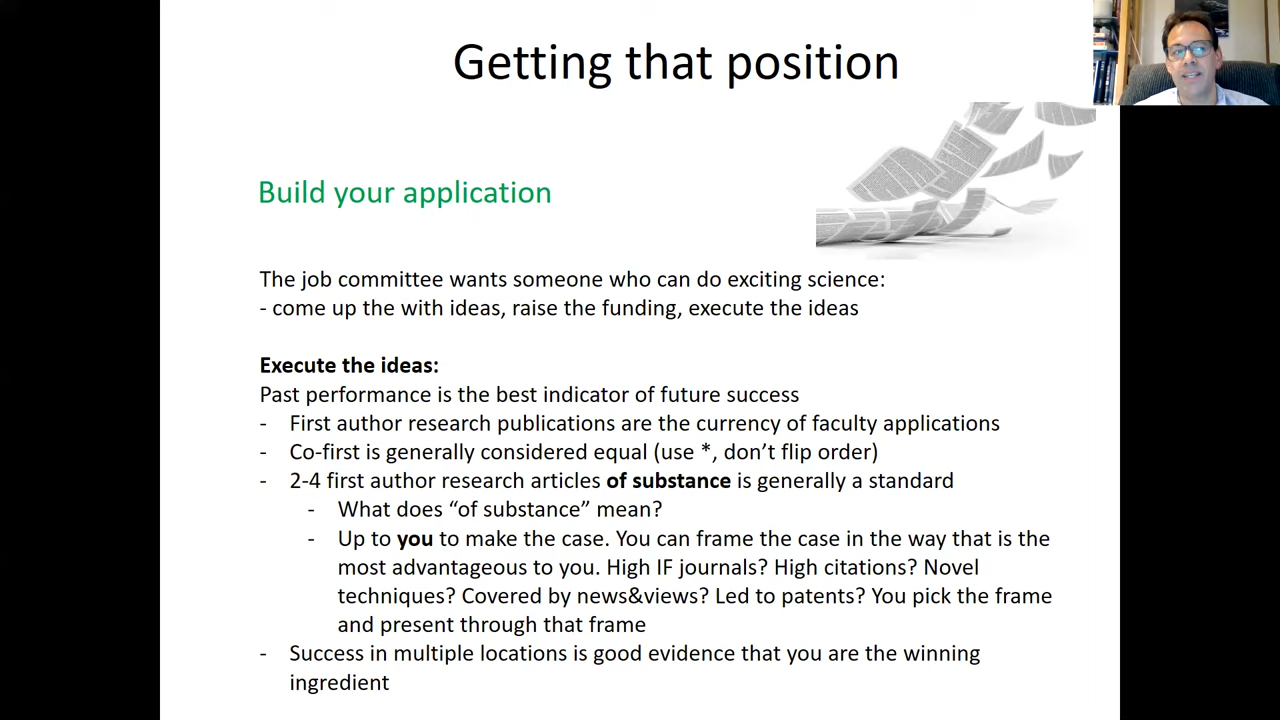 Getting that position
Build your application
The job committee wants someone who can do exciting science:
- come up the with ideas, raise the funding, execute the ideas
Execute the ideas:
Past performance is the best indicator of future success
- First author research publications are the currency of faculty applications
- Co-first is generally considered equal (use *, don’t flip order)
- 2-4 first author research articles of substance is generally a standard
- What does “of substance” mean?
- Up to you to make the case. You can frame the case in the way that is the
most advantageous to you. High IF journals? High citations? Novel
techniques? Covered by news&views? Led to patents? You pick the frame
and present through that frame
- Success in multiple locations is good evidence that you are the winning
ingredient